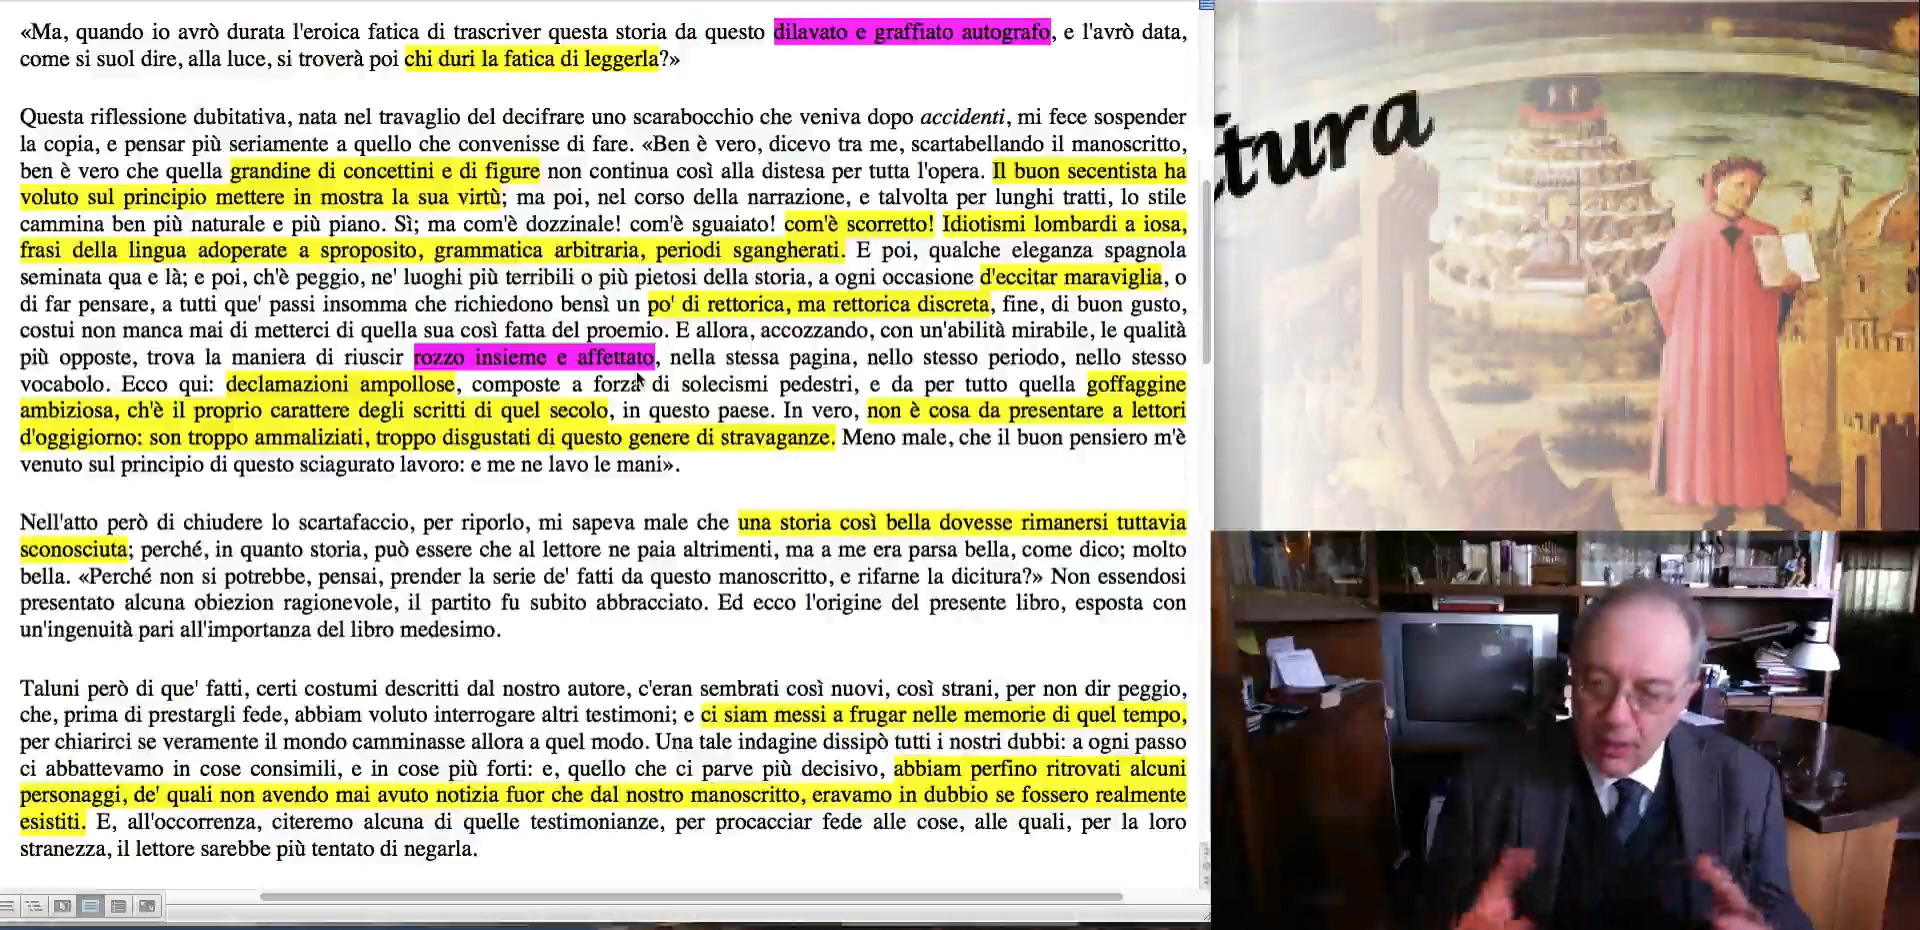 «Ma, quando io avrò durata l'eroica fatica di trascriver questa storia da questo dilavato e graffiato autografo, e l'avrò data,
come si suol dire, alla luce, si troverà poi chi duri la fatica di leggerla?»
Questa riflessione dubitativa, nata nel travaglio del decifrare uno scarabocchio che veniva dopo accidenti, mi fece sospender
la copia, e pensar più seriamente a quello che convenisse di fare. «Ben è vero, dicevo tra me, scartabellando il manoscritto,
ben è vero che quella grandine di concettini e di figure non continua così alla distesa per tutta l'opera. Il buon secentista ha
voluto sul principio mettere in mostra la sua virtù; ma poi, nel corso della narrazione, e talvolta per lunghi tratti, lo stile
cammina ben più naturale e più piano. Sì; ma com'è dozzinale! com'è sguaiato! com'è scorretto! Idiotismi lombardi a iosa,
frasi della lingua adoperate a sproposito, grammatica arbitraria, periodi sgangherati. E poi, qualche eleganza spagnola
seminata qua e là; e poi, ch'è peggio, ne' luoghi più terribili o più pietosi della storia, a ogni occasione d'eccitar maraviglia, o
di far pensare, a tutti que' passi insomma che richiedono bensì un po' di rettorica, ma rettorica discreta, fine, di buon gusto,
costui non manca mai di metterci di quella sua così fatta del proemio. E allora, accozzando, con un'abilità mirabile, le qualità
più opposte, trova la maniera di riuscir rozzo insieme e affettato, nella stessa pagina, nello stesso periodo, nello stesso
vocabolo. Ecco qui: declamazioni ampollose, composte a forza di solecismi pedestri, e da per tutto quella goffaggine
ambiziosa, ch'è il proprio carattere degli scritti di quel secolo, in questo paese. In vero, non è cosa da presentare a lettori
d'oggigiorno: son troppo ammaliziati, troppo disgustati di questo genere di stravaganze. Meno male, che il buon pensiero m'è
venuto sul principio di questo sciagurato lavoro: e me ne lavo le mani».
Nell'atto però di chiudere lo scartafaccio, per riporlo, mi sapeva male che una storia così bella dovesse rimanersi tuttavia
sconosciuta; perché, in quanto storia, può essere che al lettore ne paia altrimenti, ma a me era parsa bella, come dico; molto
bella. «Perché non si potrebbe, pensai, prender la serie de' fatti da questo manoscritto, e rifarne la dicitura?» Non essendosi
presentato alcuna obiezion ragionevole, il partito fu subito abbracciato. Ed ecco l'origine del presente libro, esposta con
un'ingenuità pari all'importanza del libro medesimo.
Taluni però di que' fatti, certi costumi descritti dal nostro autore, c'eran sembrati così nuovi, così strani, per non dir peggio,
che, prima di prestargli fede, abbiam voluto interrogare altri testimoni; e ci siam messi a frugar nelle memorie di quel tempo,
per chiarirci se veramente il mondo camminasse allora a quel modo. Una tale indagine dissipò tutti i nostri dubbi: a ogni passo
ci abbattevamo in cose consimili, e in cose più forti: e, quello che ci parve più decisivo, abbiam perfino ritrovati alcuni
personaggi, de' quali non avendo mai avuto notizia fuor che dal nostro manoscritto, eravamo in dubbio se fossero realmente
esistiti. E, all'occorrenza, citeremo alcuna di quelle testimonianze, per procacciar fede alle cose, alle quali, per la loro
stranezza, il lettore sarebbe più tentato di negarla.
tura